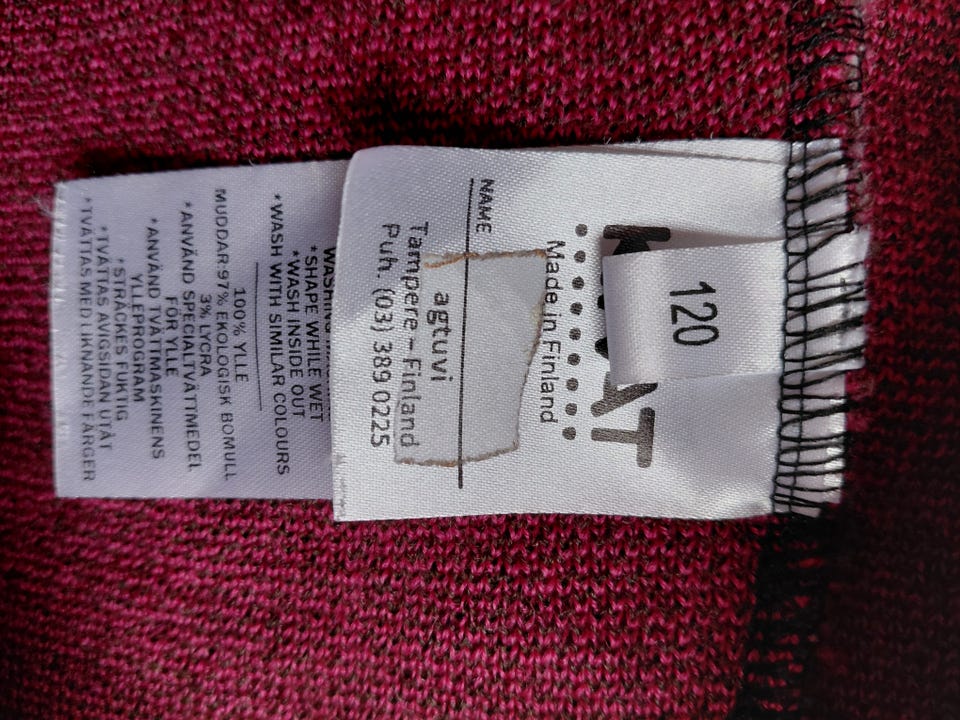 120
AT
Made in Finland
NAME
agtuvi
Tampere - Finland
Puh. (03) 389 0225
*SHAPE WHILE WET
*WASH INSIDE OUT
*WASH WITH SIMILAR COLOURS
100% YLLE
MUDDAR:97% EKOLOGISK BOMULL
3% LYCRA
*ANVÄND SPECIALTVÄTTMEDEL
FÖR YLLE
*ANVÄND TVÄTTMASKINENS
YLLEPROGRAM
*STRÄCKES FUKTIG
*TVÄTTAS AVIGSIDAN UTÅT
*TVÄTTAS MED LIKNANDE FÄRGER